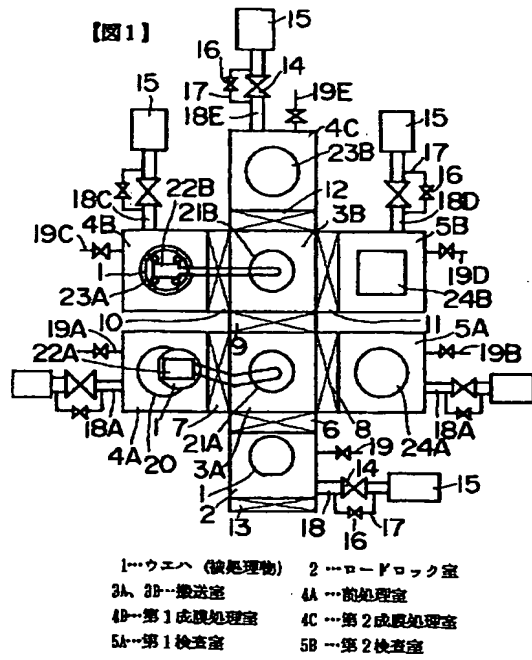 【図1】
15
16
14
17
19E
18E
4C
15
15
23B
17
16
22B
12
18C
21B
3B
18D
4B
5B
19C
1
19D
23A
24B
10
11
19A
9
5A
19B
22A
18A
1
7
8
24A
18A
20
21A
6
4A
3A
19
14
1
15
2
18
13
16
17
1…ウエハ (被処理物) 2…ロードロック室
3A、3B…搬送室 4A…前処理室
4B…第1成膜処理室 4C…第2成膜処理室
5A…第1検査室 5B…第2検査室